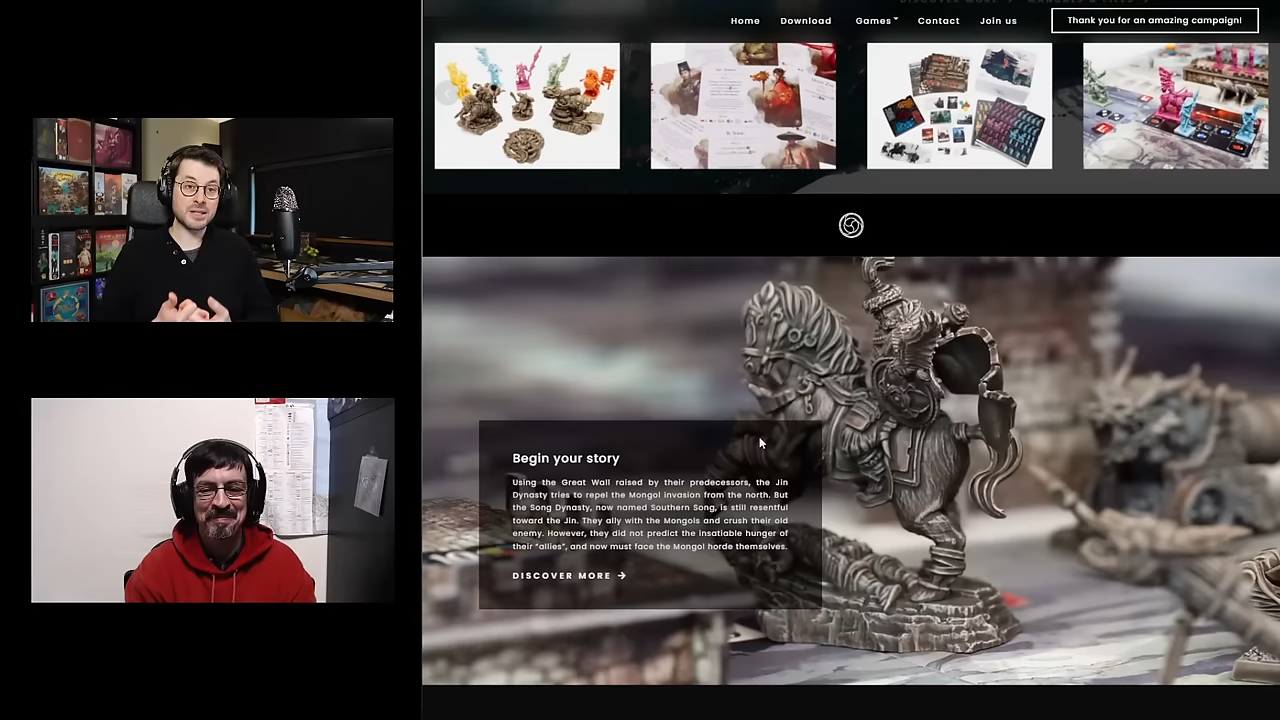 Home Download Games Contact Join us Thank you for an amazing campaign!
Begin your story
Using the Great Wall raised by their predecessors, the Jin
Dynasty tries to repel the Mongol invasion from the north. But
the Song Dynasty, now named Southern Song, is still resentful
toward the Jin. They ally with the Mongols and crush their old
enemy. However, they did not predict the insatiable hunger of
their "allies", and now must face the Mongol horde themselves.
DISCOVER MORE →